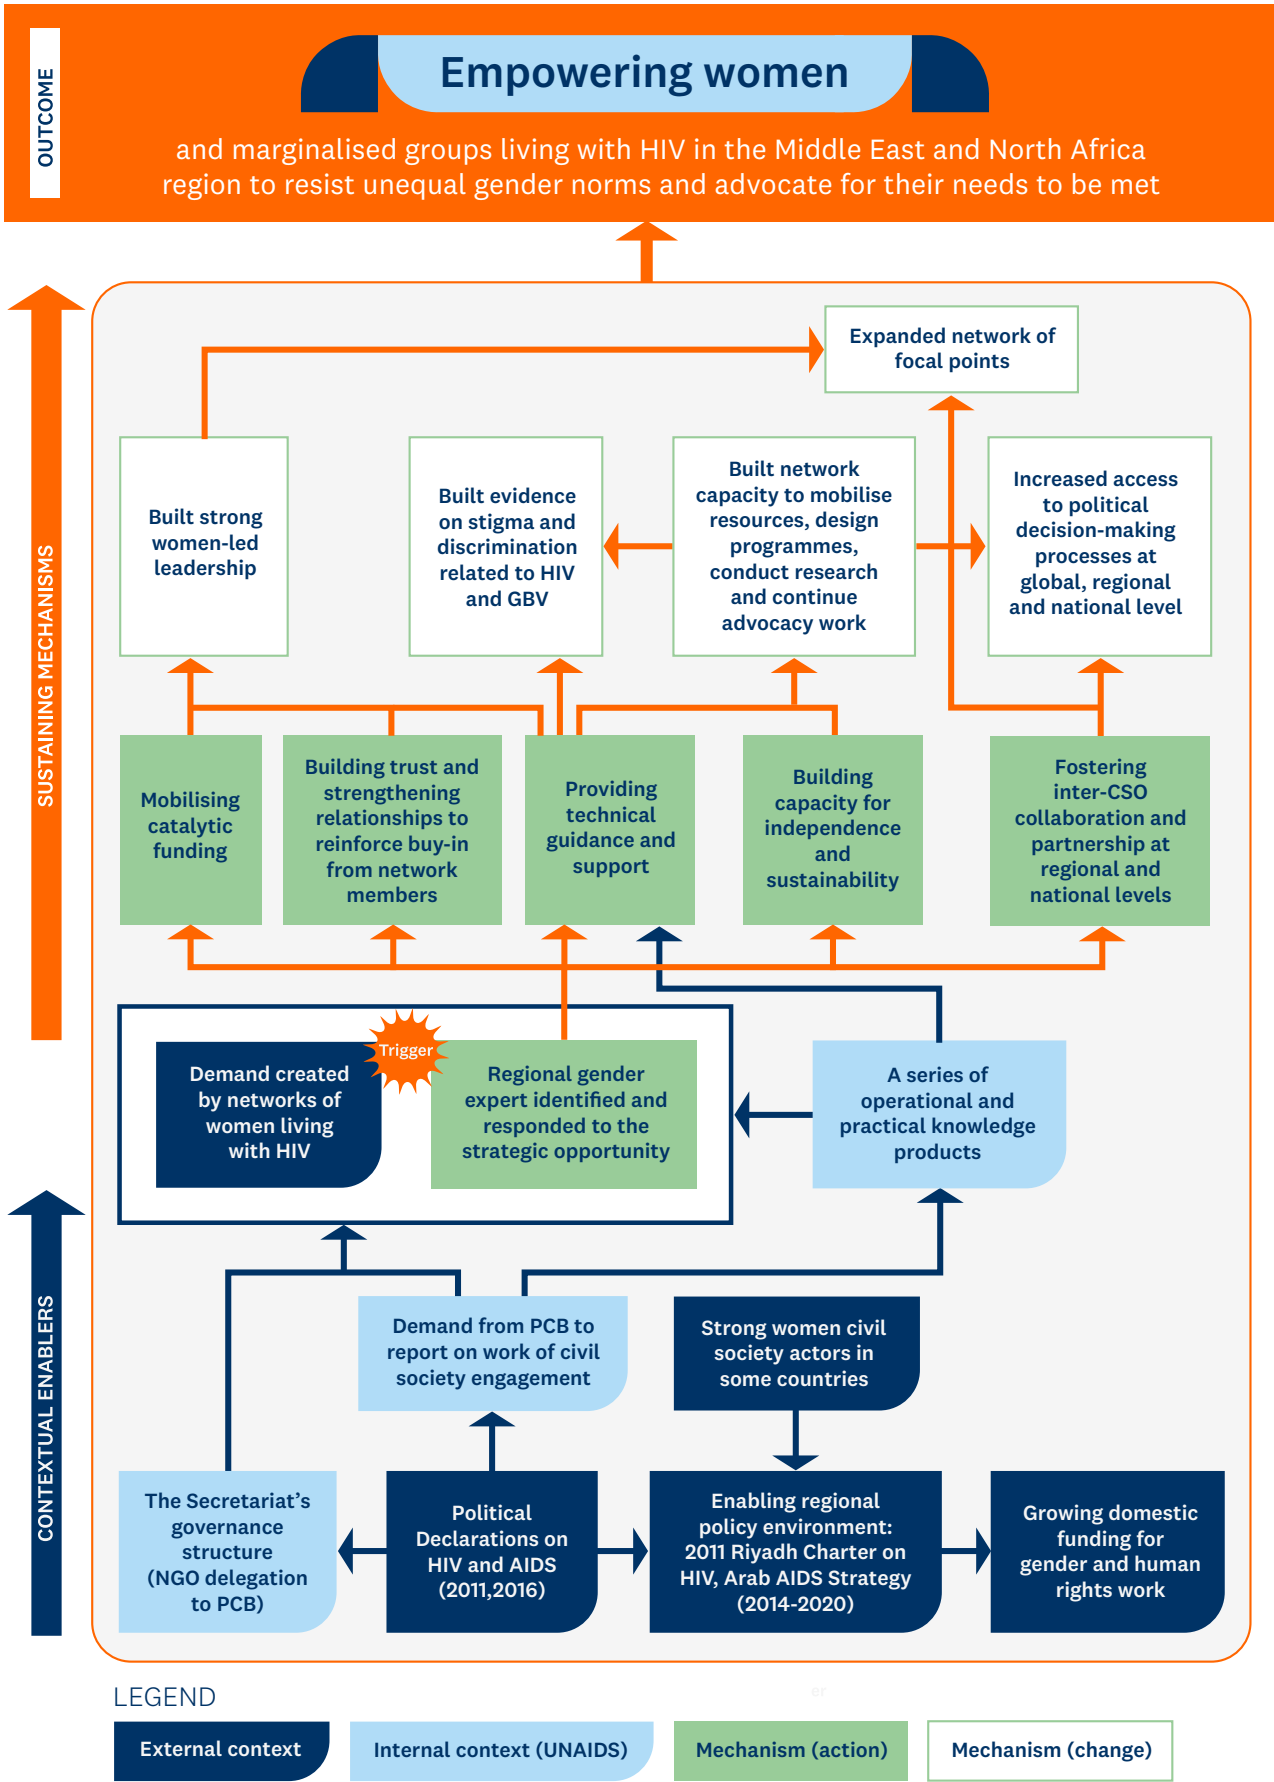 OUTCOME
Empowering women
and marginalised groups living with HIV in the Middle East and North Africa
region to resist unequal gender norms and advocate for their needs to be met
SUSTAINING MECHANISMS
Expanded network of
focal points
Built strong
women-led
leadership
Built evidence
on stigma and
discrimination
related to HIV
and GBV
Built network
capacity to mobilise
resources, design
programmes,
conduct research
and continue
advocacy work
Increased access
to political
decision-making
processes at
global, regional
and national level
Mobilising
catalytic
funding
Building trust and
strengthening
relationships to
reinforce buy-in
from network
members
Providing
technical
guidance and
support
Building
capacity for
independence
and
sustainability
Fostering
inter-CSO
collaboration and
partnership at
regional and
national levels
Demand created
by networks of
women living
with HIV
Trigger
Regional gender
expert identified and
responded to the
strategic opportunity
A series of
operational and
practical knowledge
products
CONTEXTUAL ENABLERS
Demand from PCB to
report on work of civil
society engagement
Strong women civil
society actors in
some countries
The Secretariat's
governance
structure
(NGO delegation
to PCB)
Political
Declarations on
HIV and AIDS
(2011,2016)
Enabling regional
policy environment:
2011 Riyadh Charter on
HIV, Arab AIDS Strategy
(2014-2020)
Growing domestic
funding for
gender and human
rights work
LEGEND
er
External context
Internal context (UNAIDS)
Mechanism (action)
Mechanism (change)